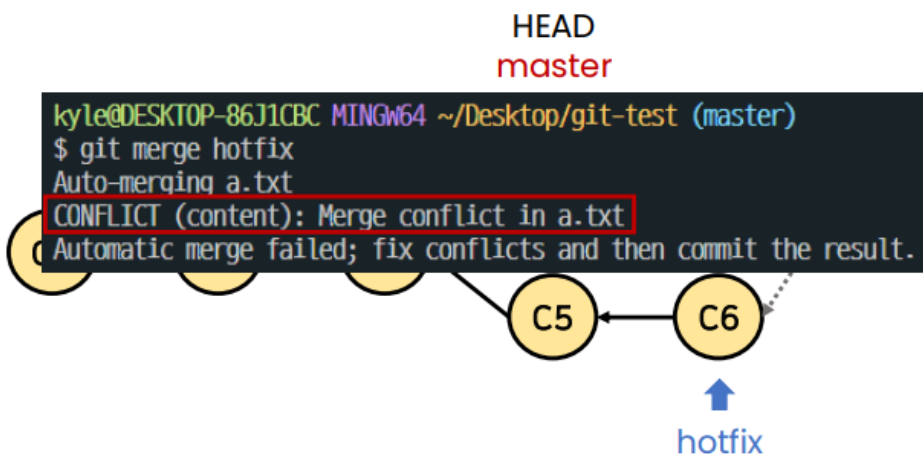 HEAD
master
kyle@DESKTOP-86J1CBC MINGW64 ~/Desktop/git-test (master)
$ git merge hotfix
Auto-merging a.txt
CONFLICT (content): Merge conflict in a.txt
Automatic merge failed; fix conflicts and then commit the result.
C5
C6
hotfix